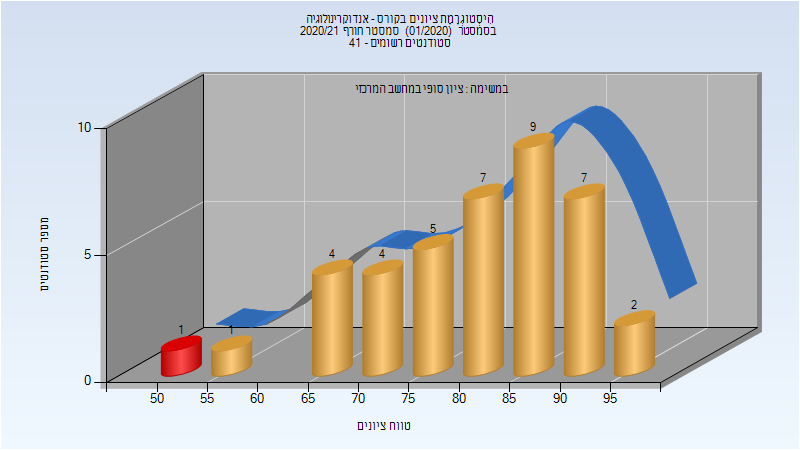 היסטוגרמת ציונים בקורס - אנדוקרינולוגיה
בסמסטר (01/2020) סמסטר חורף 2020/21
סטודנטים רשומים - 41
במשימה : ציון סופי במחשב המרכזי
מספר סטודנטים
10
5
0
1
1
4
4
5
7
9
7
2
50 55 60 65 70 75 80 85 90 95
טווח ציונים